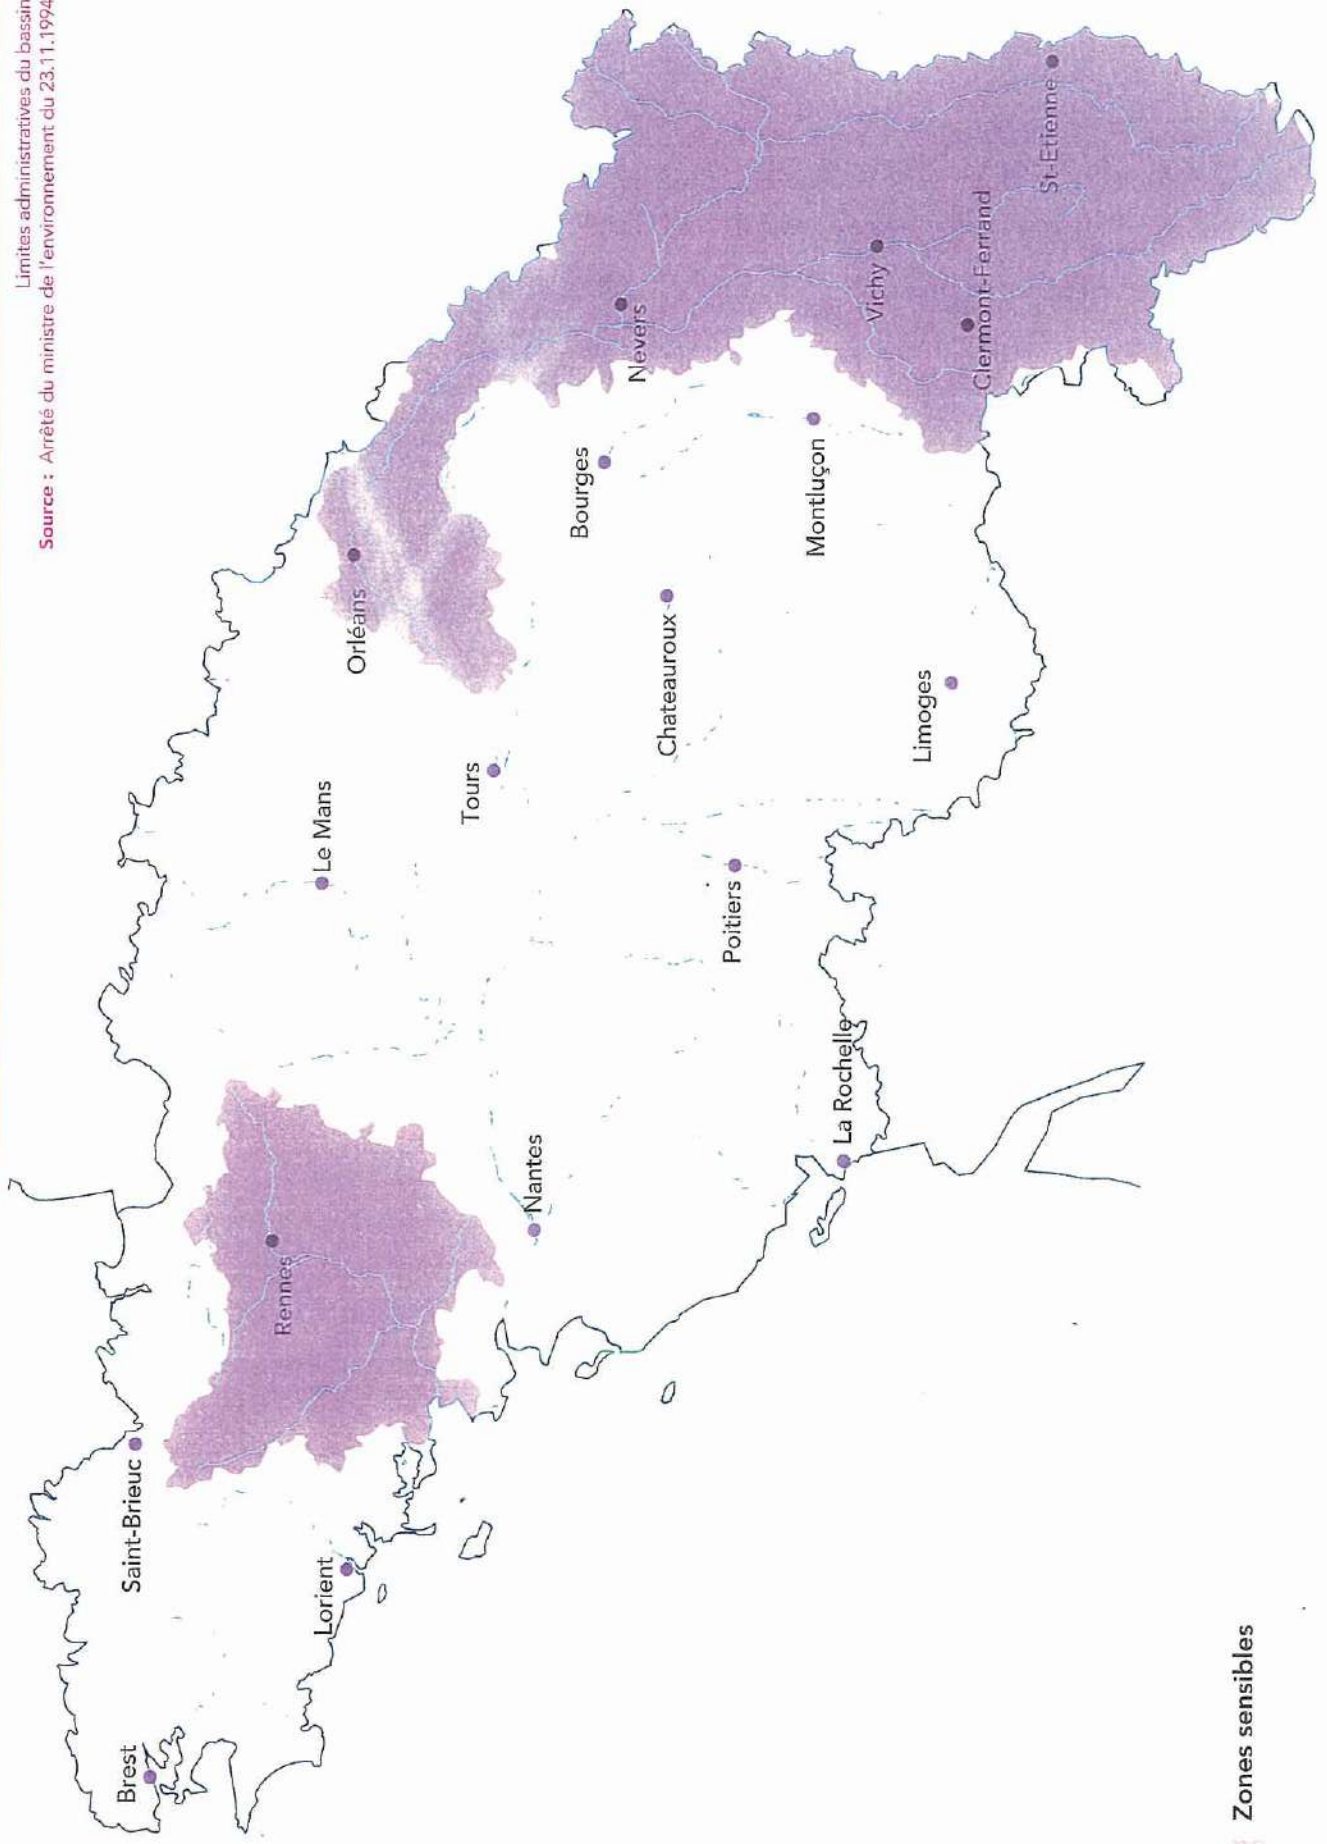 Limites administratives du bassin
Source : Arrêté du ministre de l'environnement du 23.11.1994
Brest
Saint-Brieuc
Lorient
Rennes
Nantes
Le Mans
Tours
Orléans
La Rochelle
Poitiers
Chateauroux
Bourges
Limoges
Montluçon
Nevers
Vichy
Clermont-Ferrand
St-Etienne
Zones sensibles